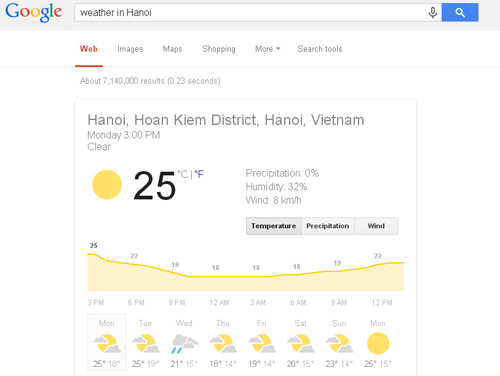 Google weather in Hanoi
Web Images Maps Shopping More Search tools
About 7,140,000 results (0.23 seconds)
Hanoi, Hoan Kiem District, Hanoi, Vietnam
Monday 3:00 PM
Clear
25 °C | °F
Precipitation: 0%
Humidity: 32%
Wind: 8 km/h
Temperature Precipitation Wind
25 22 19 18 18 18 19 22
3 PM 6 PM 9 PM 12 AM 3 AM 6 AM 9 AM 12 PM
Mon Tue Wed Thu Fri Sat Sun Mon
25° 18° 25° 19° 21° 15° 18° 14° 19° 14° 20° 15° 23° 14° 25° 15°